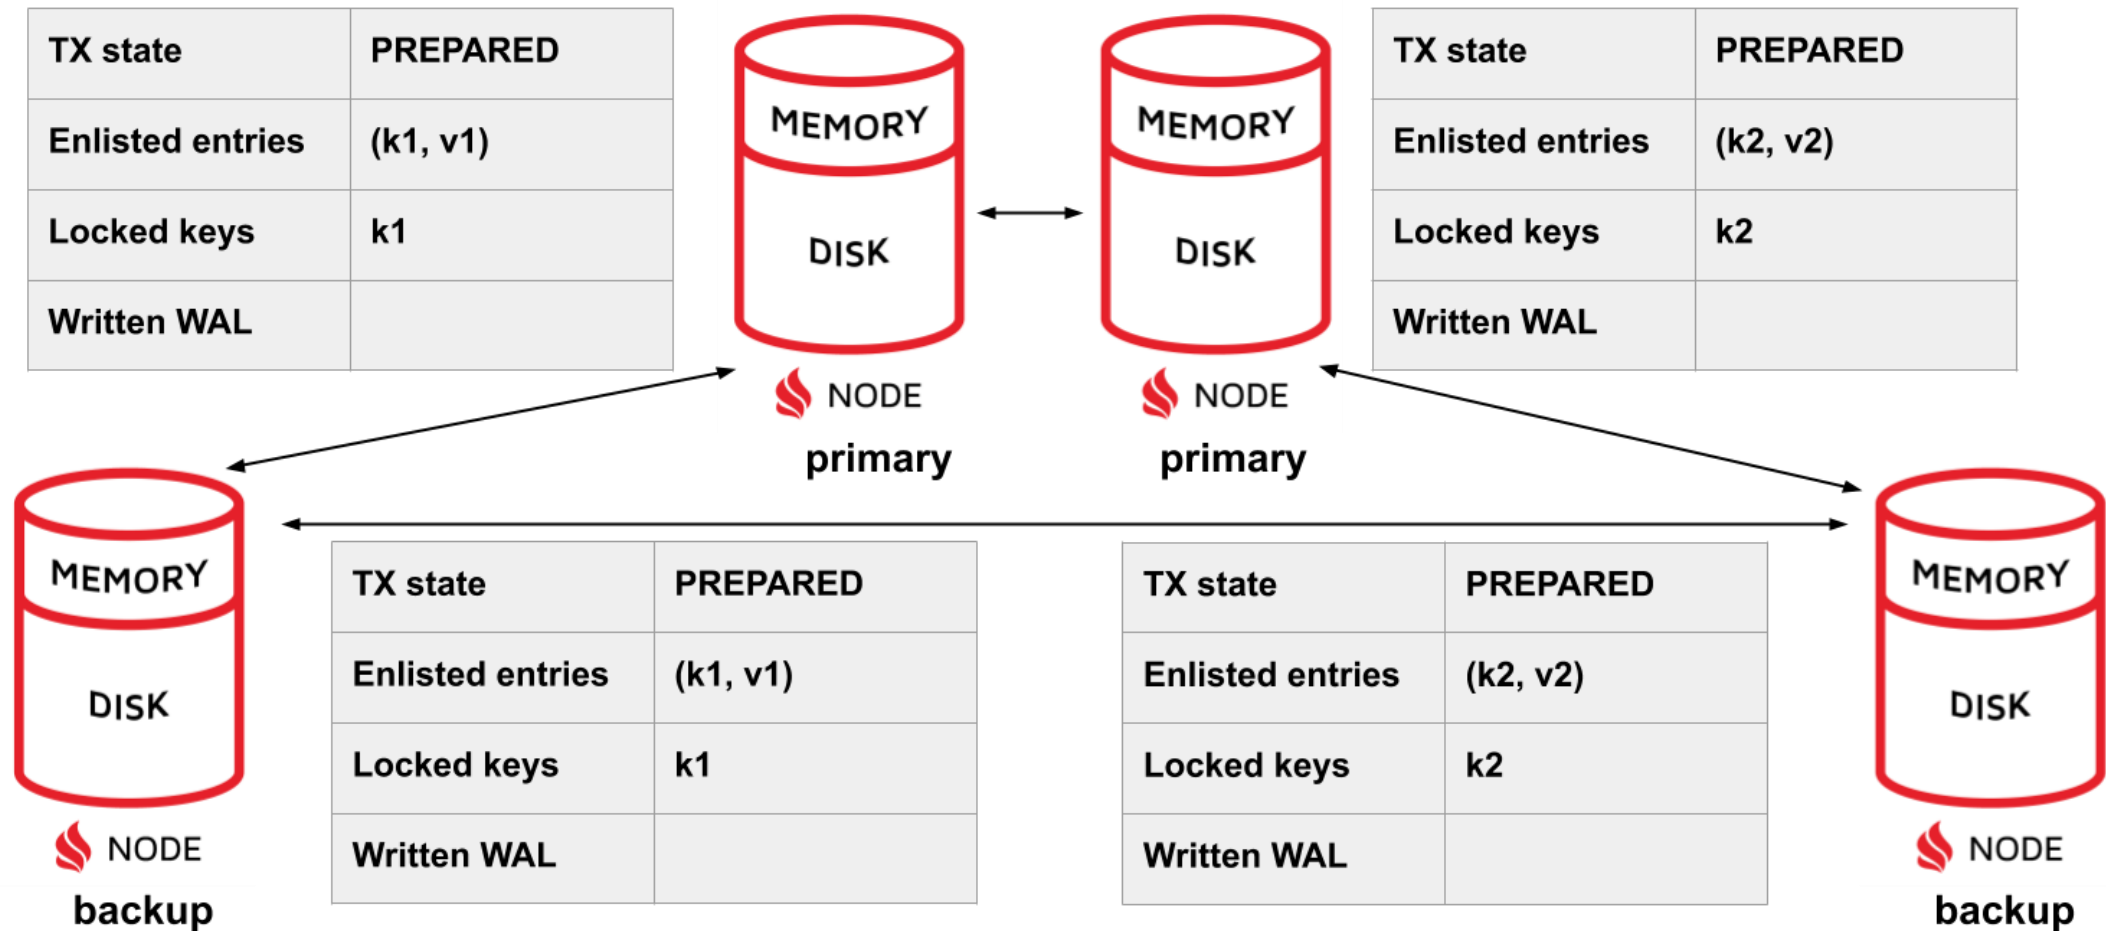 TX state PREPARED
Enlisted entries (k1, v1)
Locked keys k1
Written WAL
MEMORY
DISK
NODE
primary
MEMORY
DISK
NODE
primary
TX state PREPARED
Enlisted entries (k2, v2)
Locked keys k2
Written WAL
MEMORY
DISK
NODE
backup
TX state PREPARED
Enlisted entries (k1, v1)
Locked keys k1
Written WAL
TX state PREPARED
Enlisted entries (k2, v2)
Locked keys k2
Written WAL
MEMORY
DISK
NODE
backup